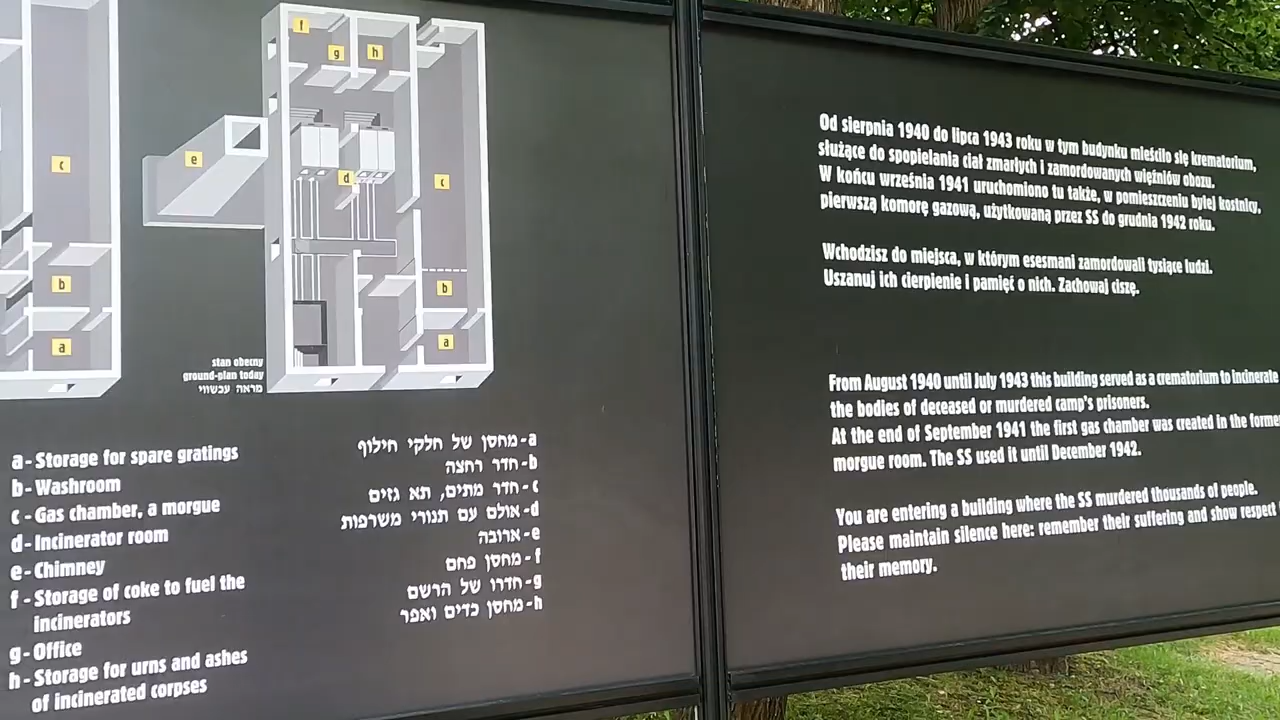 f
g
h
c
e
d
c
b
b
a
a
stan obecny
ground-plan today
מראה עכשווי
a - Storage for spare gratings
b - Washroom
c - Gas chamber, a morgue
d - Incinerator room
e - Chimney
f - Storage of coke to fuel the
incinerators
g - Office
h - Storage for urns and ashes
of incinerated corpses
a - מחסן של חלקי חילוף
b - חדר רחצה
c - חדר מתים, תא גזים
d - אולם עם תנורי משרפות
e - ארובה
f - מחסן פחם
g - חדרו של הרשם
h - מחסן כדים ואפר
Od sierpnia 1940 do lipca 1943 roku w tym budynku mieściło się krematorium,
służące do spopielania ciał zmarłych i zamordowanych więźniów obozu.
W końcu września 1941 uruchomiono tu także, w pomieszczeniu byłej kostnicy,
pierwszą komorę gazową, użytkowaną przez SS do grudnia 1942 roku.
Wchodzisz do miejsca, w którym esesmani zamordowali tysiące ludzi.
Uszanuj ich cierpienie i pamięć o nich. Zachowaj ciszę.
From August 1940 until July 1943 this building served as a crematorium to incinerate
the bodies of deceased or murdered camp's prisoners.
At the end of September 1941 the first gas chamber was created in the forme
morgue room. The SS used it until December 1942.
You are entering a building where the SS murdered thousands of people.
Please maintain silence here: remember their suffering and show respect
their memory.